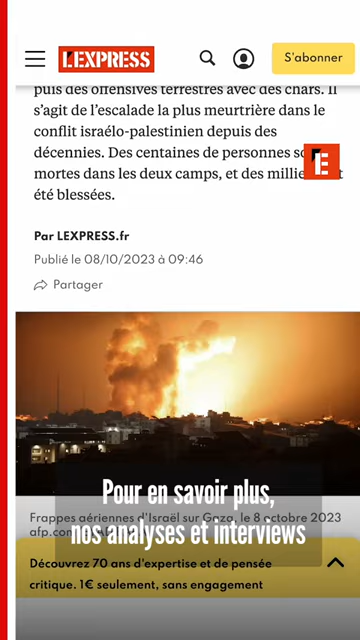 L'EXPRESS
S'abonner
puis des offensives terrestres avec des chars. Il
s'agit de l'escalade la plus meurtrière dans le
conflit israélo-palestinien depuis des
décennies. Des centaines de personnes
mortes dans les deux camps, et des
été blessées.
E
Par LEXPRESS.fr
Publié le 08/10/2023 à 09:46
Partager
Pour en savoir plus,
nos analyses et interviews
Frappes aériennes d'Israël sur Gaza, le 8 octobre 2023
afp.com
Découvrez 70 ans d'expertise et de pensée
critique. 1€ seulement, sans engagement